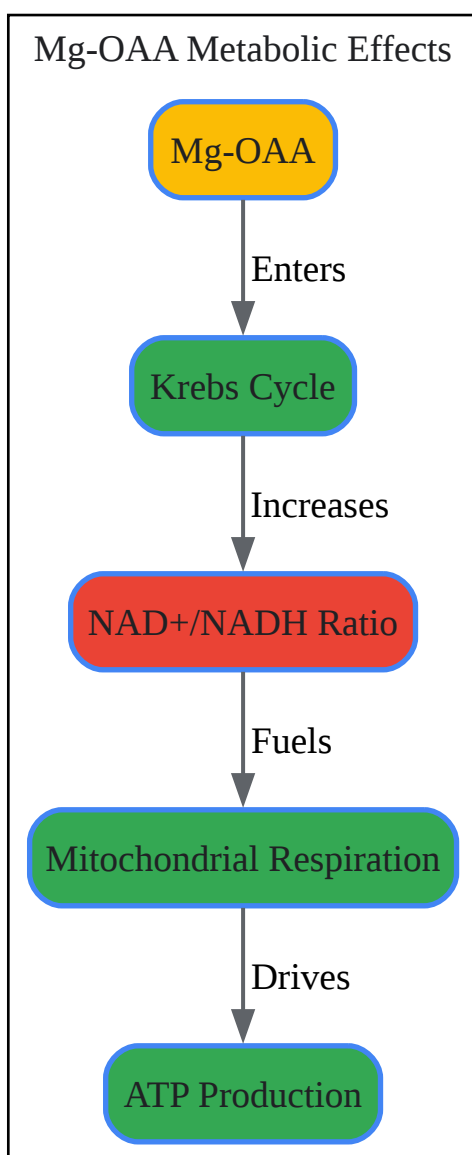 Mg-OAA Metabolic Effects
Mg-OAA
Enters
Krebs Cycle
Increases
NAD+/NADH Ratio
Fuels
Mitochondrial Respiration
Drives
ATP Production